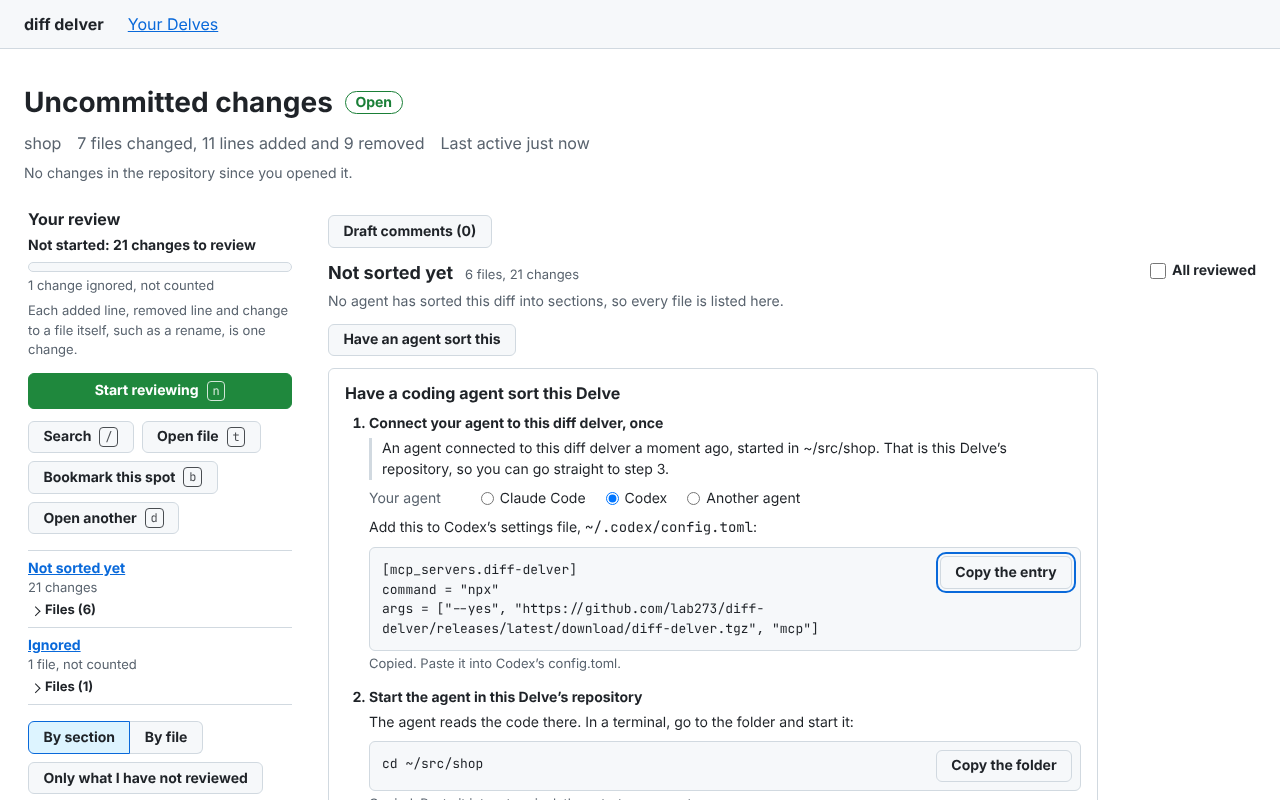 diff delver Your Delves
Uncommitted changes Open
shop 7 files changed, 11 lines added and 9 removed Last active just now
No changes in the repository since you opened it.
Your review
Not started: 21 changes to review
1 change ignored, not counted
Each added line, removed line and change
to a file itself, such as a rename, is one
change.
Start reviewing n
Search / Open file t
Bookmark this spot b
Open another d
Not sorted yet
21 changes
Files (6)
Ignored
1 file, not counted
Files (1)
By section By file
Only what I have not reviewed
Draft comments (0)
Not sorted yet 6 files, 21 changes
All reviewed
No agent has sorted this diff into sections, so every file is listed here.
Have an agent sort this
Have a coding agent sort this Delve
1. Connect your agent to this diff delver, once
An agent connected to this diff delver a moment ago, started in ~/src/shop. That is this Delve’s
repository, so you can go straight to step 3.
Your agent Claude Code Codex Another agent
Add this to Codex’s settings file, ~/.codex/config.toml:
[mcp_servers.diff-delver]
command = "npx"
args = ["--yes", "https://github.com/lab273/diff-
delver/releases/latest/download/diff-delver.tgz", "mcp"]
Copy the entry
Copied. Paste it into Codex’s config.toml.
2. Start the agent in this Delve’s repository
The agent reads the code there. In a terminal, go to the folder and start it:
cd ~/src/shop
Copy the folder